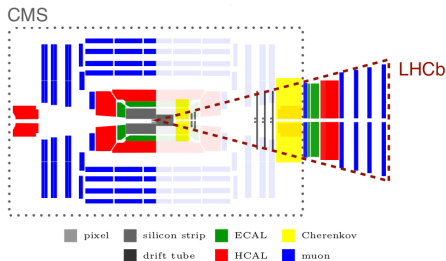 CMS
LHCb
pixel silicon strip ECAL Cherenkov
drift tube HCAL muon